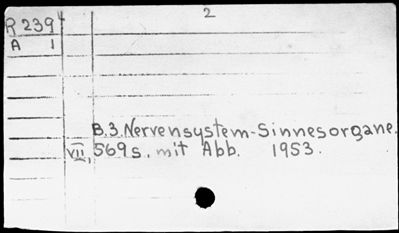 2
R 239
A 1
B.3. Nervensystem-Sinnesorgane.
VII, 569 s. mit Abb. 1953.